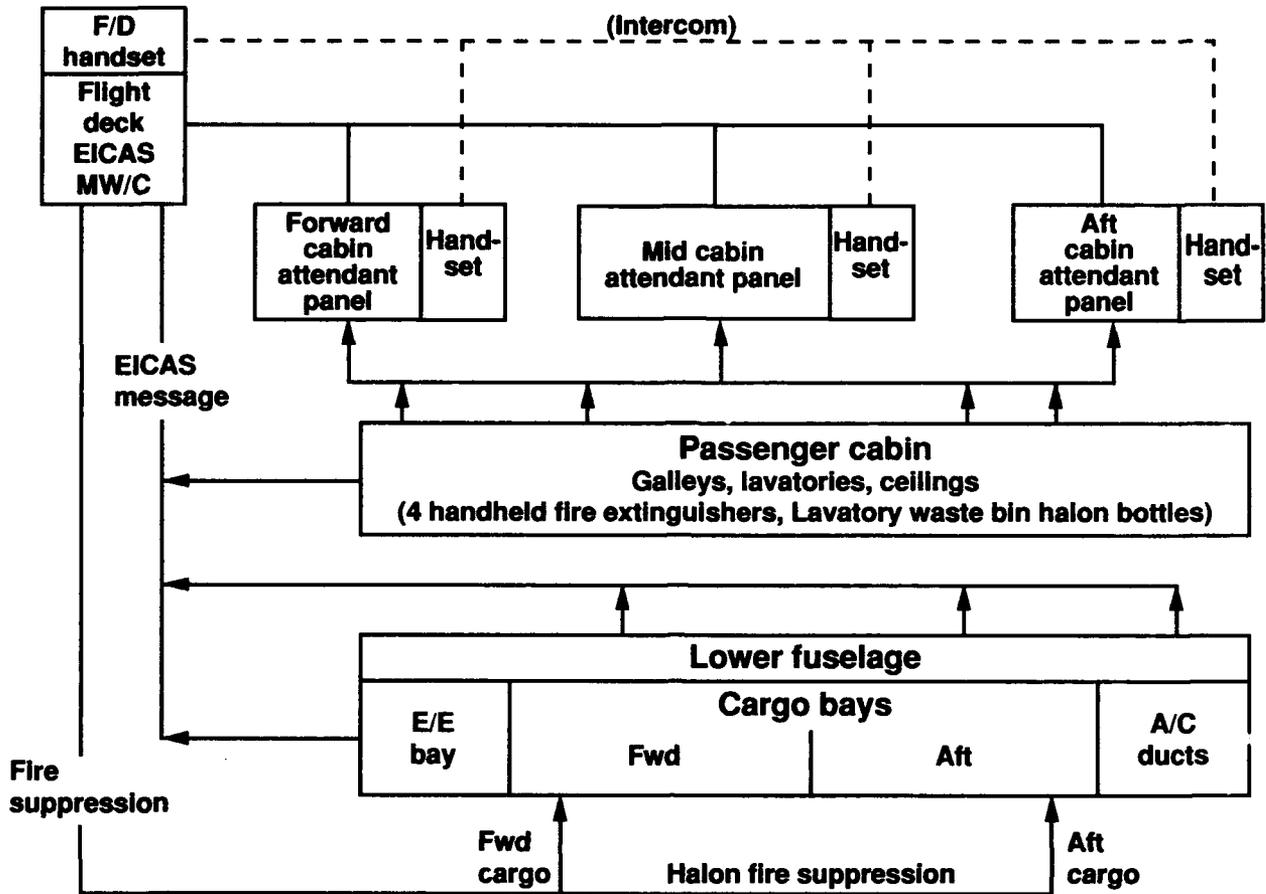 F/D
handset
(Intercom)
Flight
deck
EICAS
MW/C
Forward
cabin
attendant
panel
Hand-
set
Mid cabin
attendant panel
Hand-
set
Aft
cabin
attendant
panel
Hand-
set
EICAS
message
Passenger cabin
Galleys, lavatories, ceilings
(4 handheld fire extinguishers, Lavatory waste bin halon bottles)
Lower fuselage
E/E
bay
Cargo bays
Fwd
Aft
A/C
ducts
Fire
suppression
Fwd
cargo
Halon fire suppression
Aft
cargo